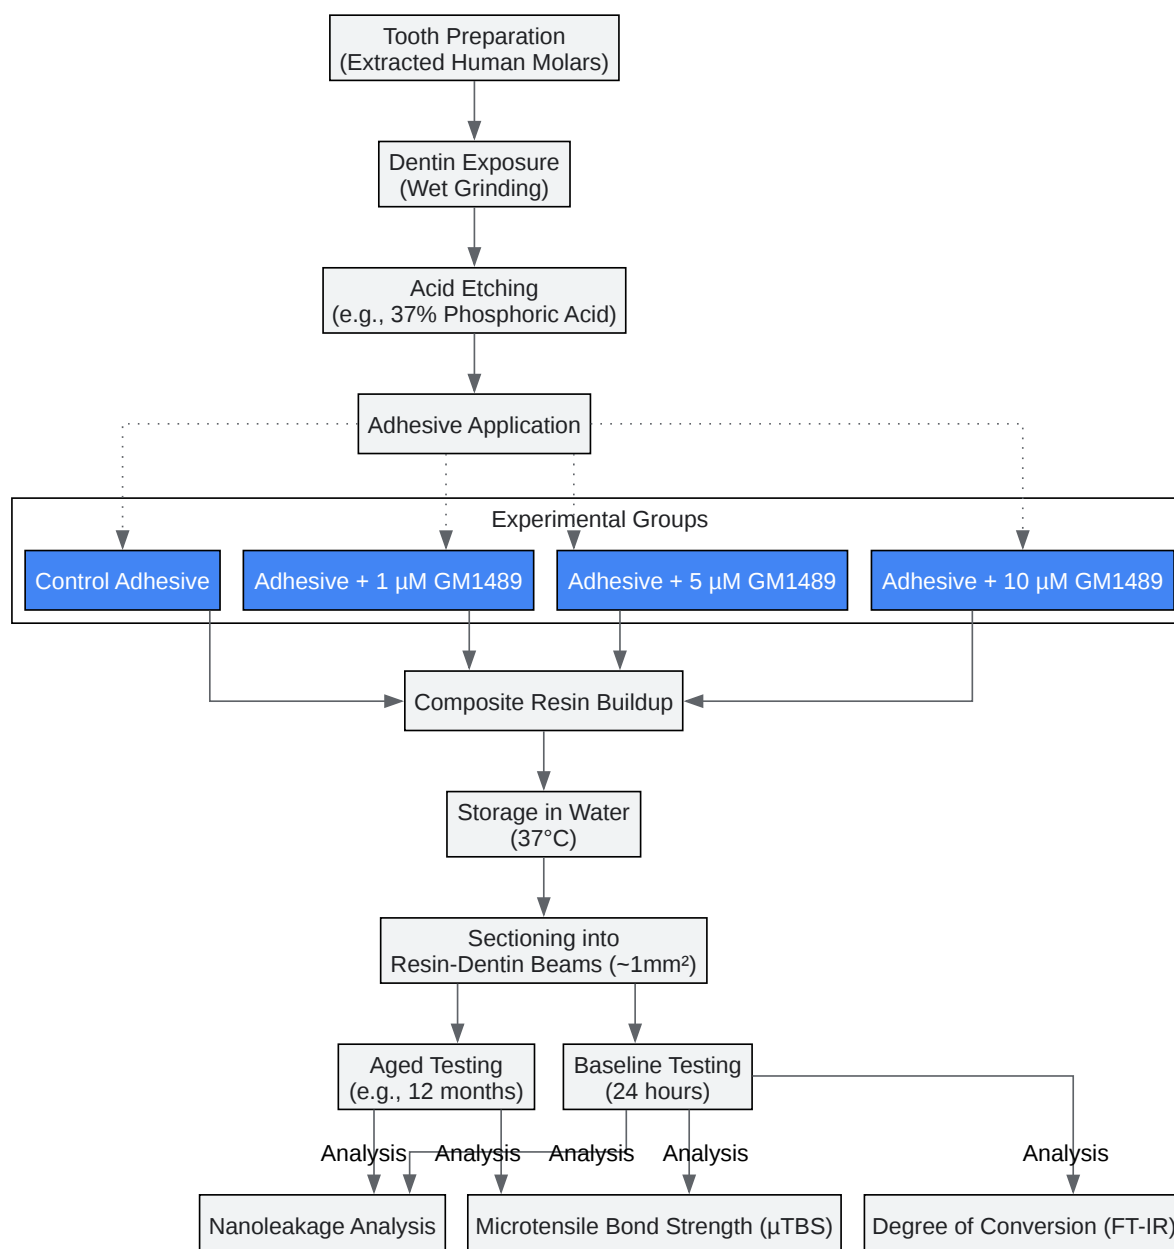 Tooth Preparation
(Extracted Human Molars)
Dentin Exposure
(Wet Grinding)
Acid Etching
(e.g., 37% Phosphoric Acid)
Adhesive Application
Experimental Groups
Control Adhesive
Adhesive + 1 µM GM1489
Adhesive + 5 µM GM1489
Adhesive + 10 µM GM1489
Composite Resin Buildup
Storage in Water
(37°C)
Sectioning into
Resin-Dentin Beams (~1mm²)
Aged Testing
(e.g., 12 months)
Baseline Testing
(24 hours)
Analysis
Analysis
Analysis
Analysis
Analysis
Nanoleakage Analysis
Microtensile Bond Strength (µTBS)
Degree of Conversion (FT-IR)